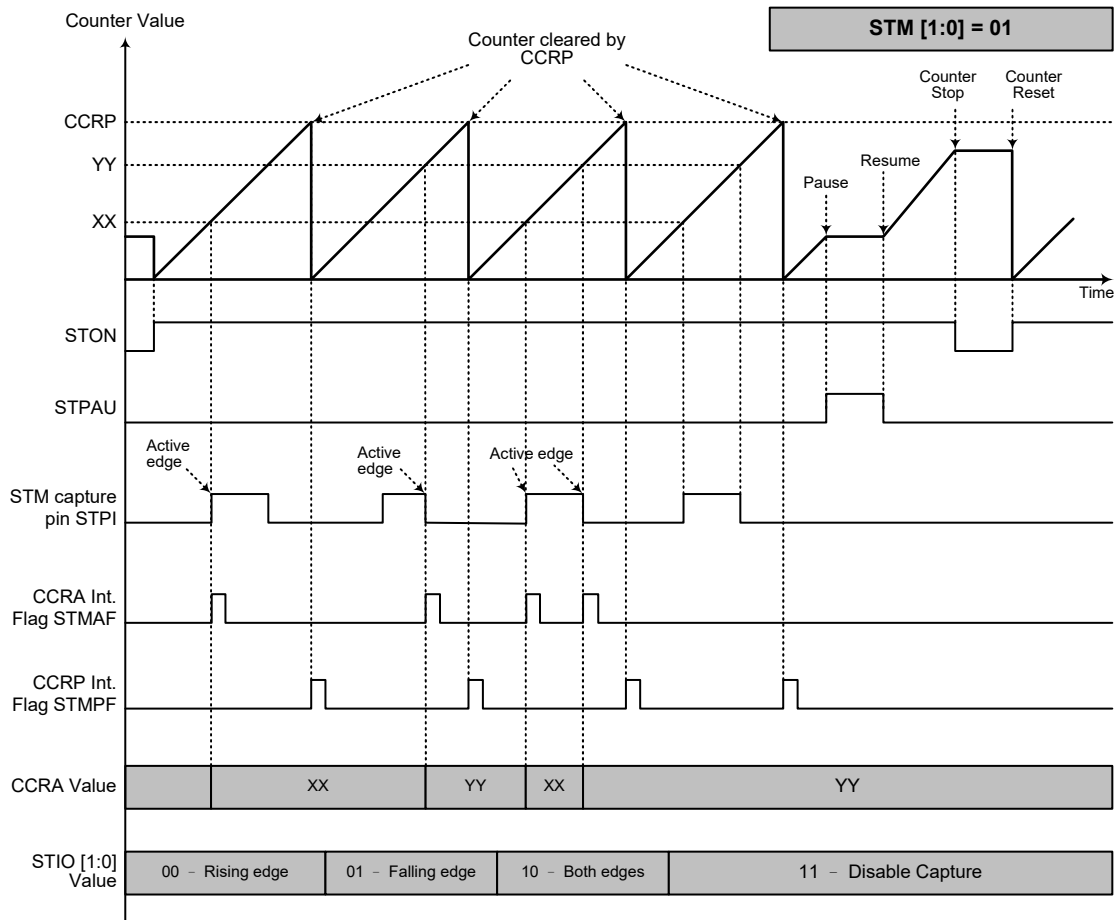 Counter Value
STM [1:0] = 01
Counter cleared by
CCRP
Counter
Stop
Counter
Reset
CCRP
YY
XX
Pause
Resume
Time
STON
STPAU
Active
edge
Active
edge
Active edge
STM capture
pin STPI
CCRA Int.
Flag STMAF
CCRP Int.
Flag STMPF
CCRA Value
XX
YY
XX
YY
STIO [1:0]
Value
00 – Rising edge
01 – Falling edge
10 – Both edges
11 – Disable Capture